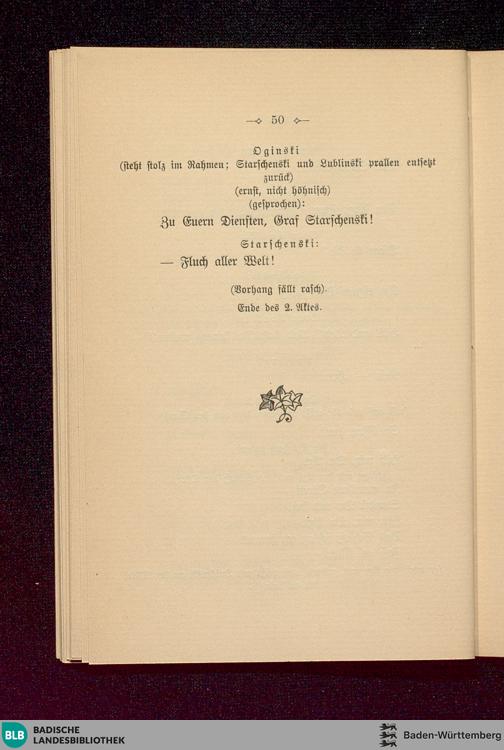 50
Oginski
(steht stolz im Rahmen; Starschenski und Lublinski prallen entsetzt
zurück)
(ernst, nicht höhnisch)
(gesprochen):
Zu Euern Diensten, Graf Starschenski!
Starschenski:
— Fluch aller Welt!
(Vorhang fällt rasch).
Ende des 2. Aktes.
BLB
BADISCHE
LANDESBIBLIOTHEK
Baden-Württemberg